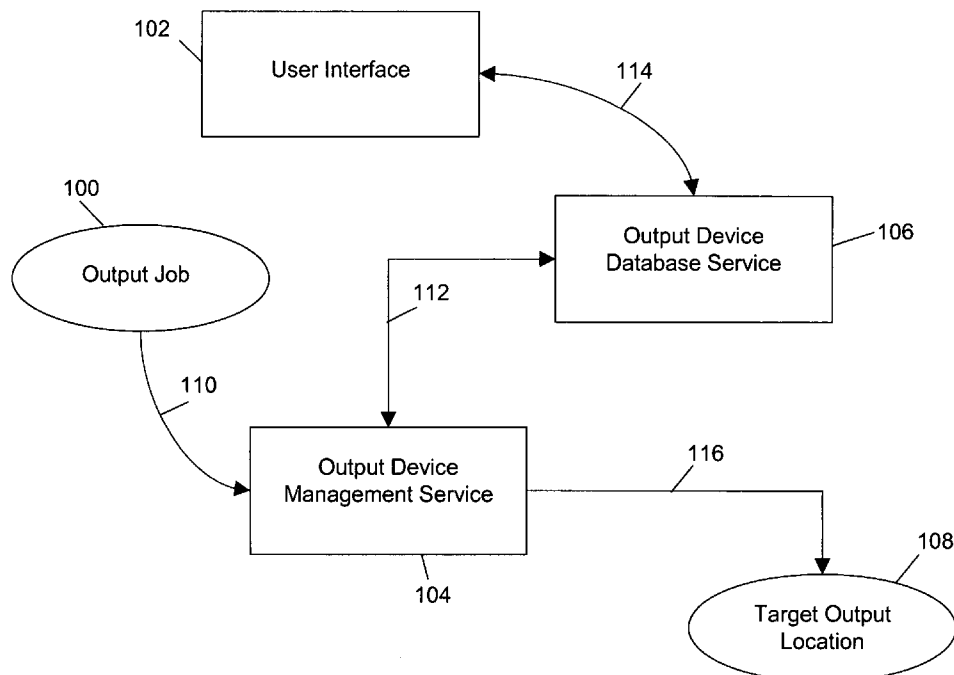 102
User Interface
114
100
Output Job
Output Device
Database Service
106
112
110
Output Device
Management Service
116
104
108
Target Output
Location